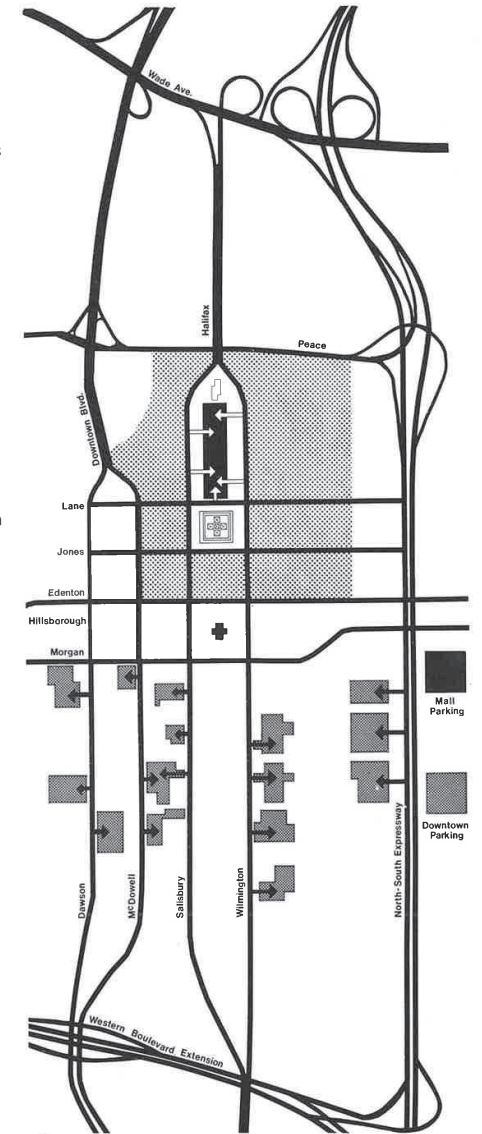 Wade Ave.
Halifax
Peace
Downtown Blvd.
Lane
Jones
Edenton
Hillsborough
Morgan
Mall
Parking
Downtown
Parking
Dawson
McDowell
Salisbury
Wilmington
North-South Expressway
Western Boulevard Extension